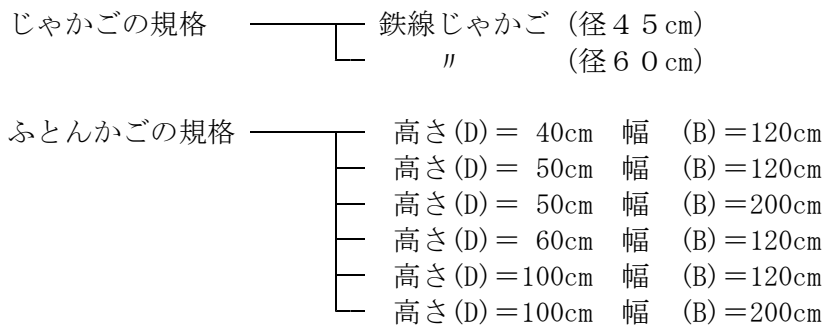 じゃかごの規格 鉄線じゃかご (径45cm)
〃 (径60cm)
ふとんかごの規格 高さ(D)= 40cm 幅 (B)=120cm
高さ(D)= 50cm 幅 (B)=120cm
高さ(D)= 50cm 幅 (B)=200cm
高さ(D)= 60cm 幅 (B)=120cm
高さ(D)=100cm 幅 (B)=120cm
高さ(D)=100cm 幅 (B)=200cm